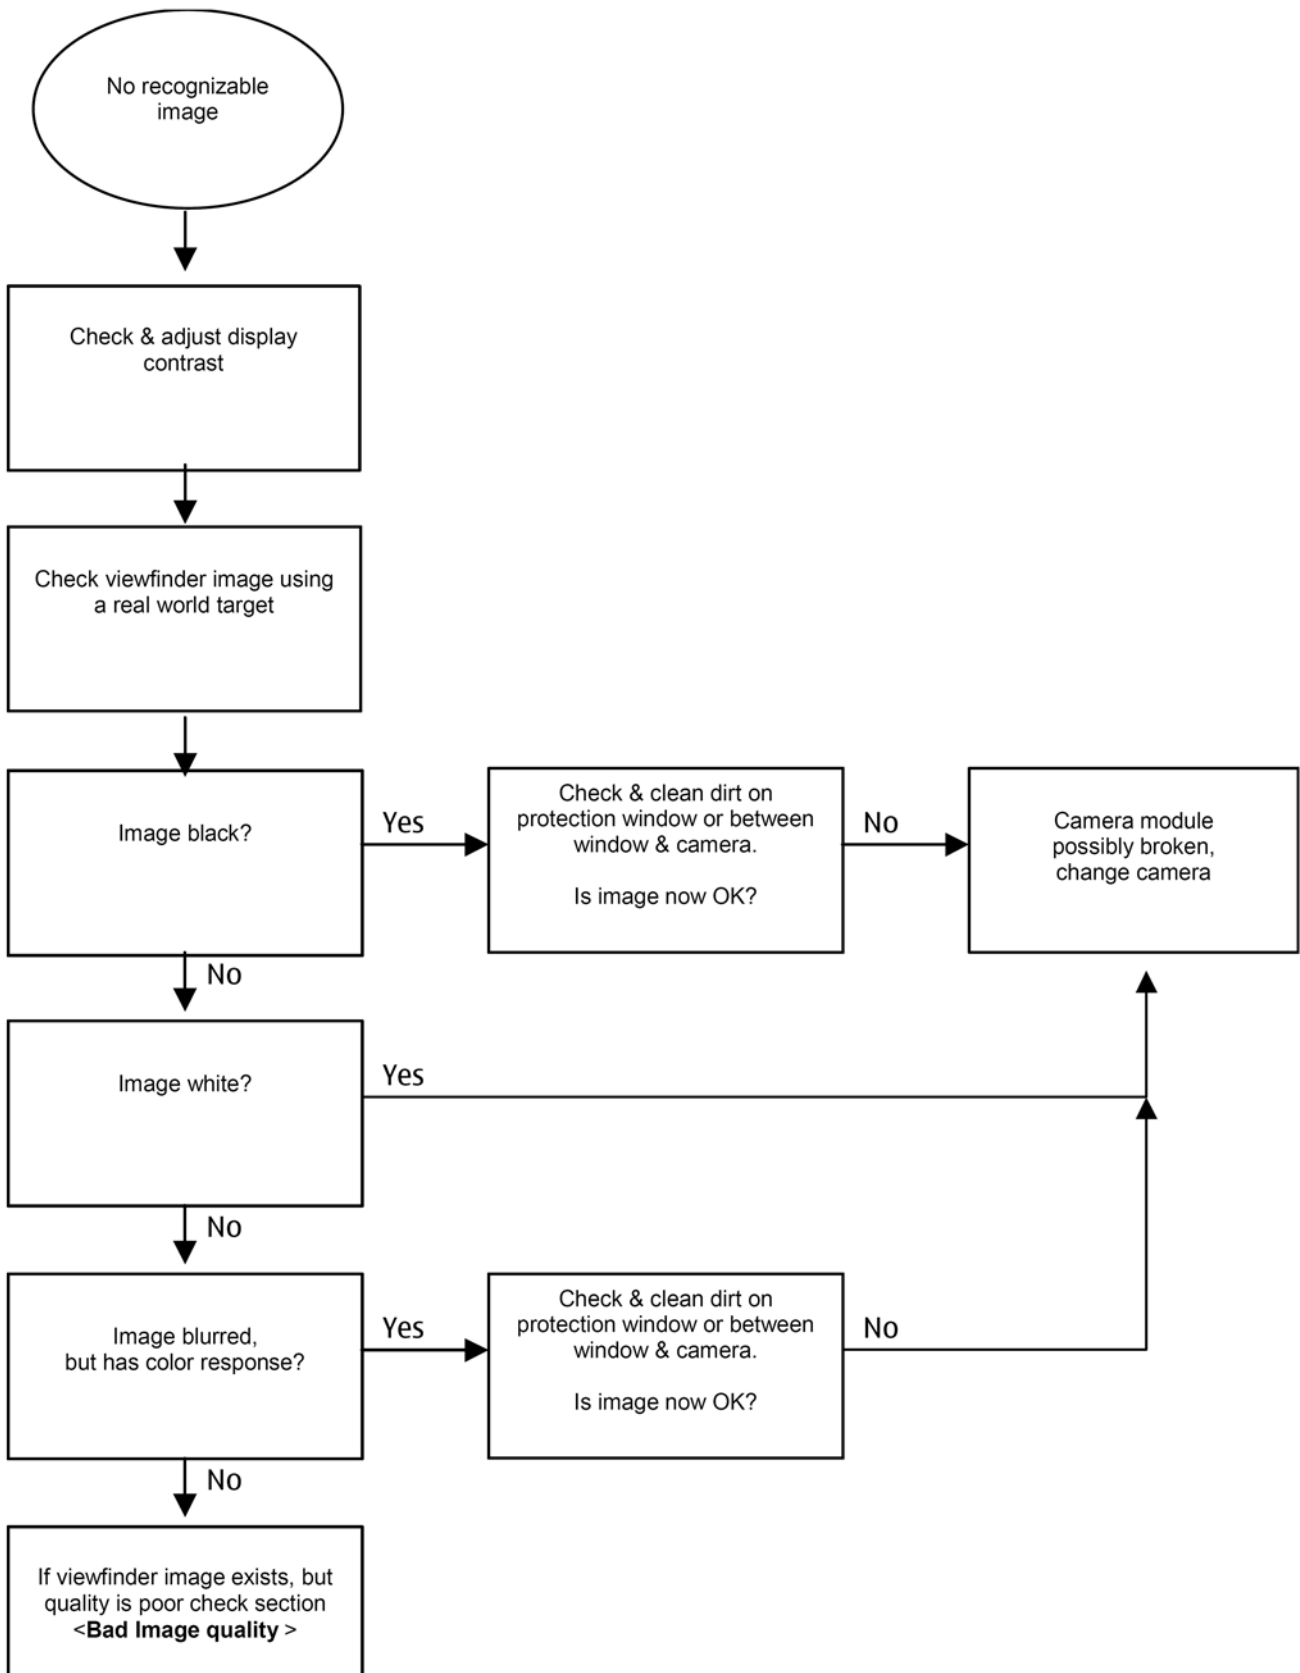 No recognizable
image
Check & adjust display
contrast
Check viewfinder image using
a real world target
Image black?
Yes
Check & clean dirt on
protection window or between
window & camera.
Is image now OK?
No
Camera module
possibly broken,
change camera
No
Image white?
Yes
No
Image blurred,
but has color response?
Yes
Check & clean dirt on
protection window or between
window & camera.
Is image now OK?
No
No
If viewfinder image exists, but
quality is poor check section
<Bad Image quality >